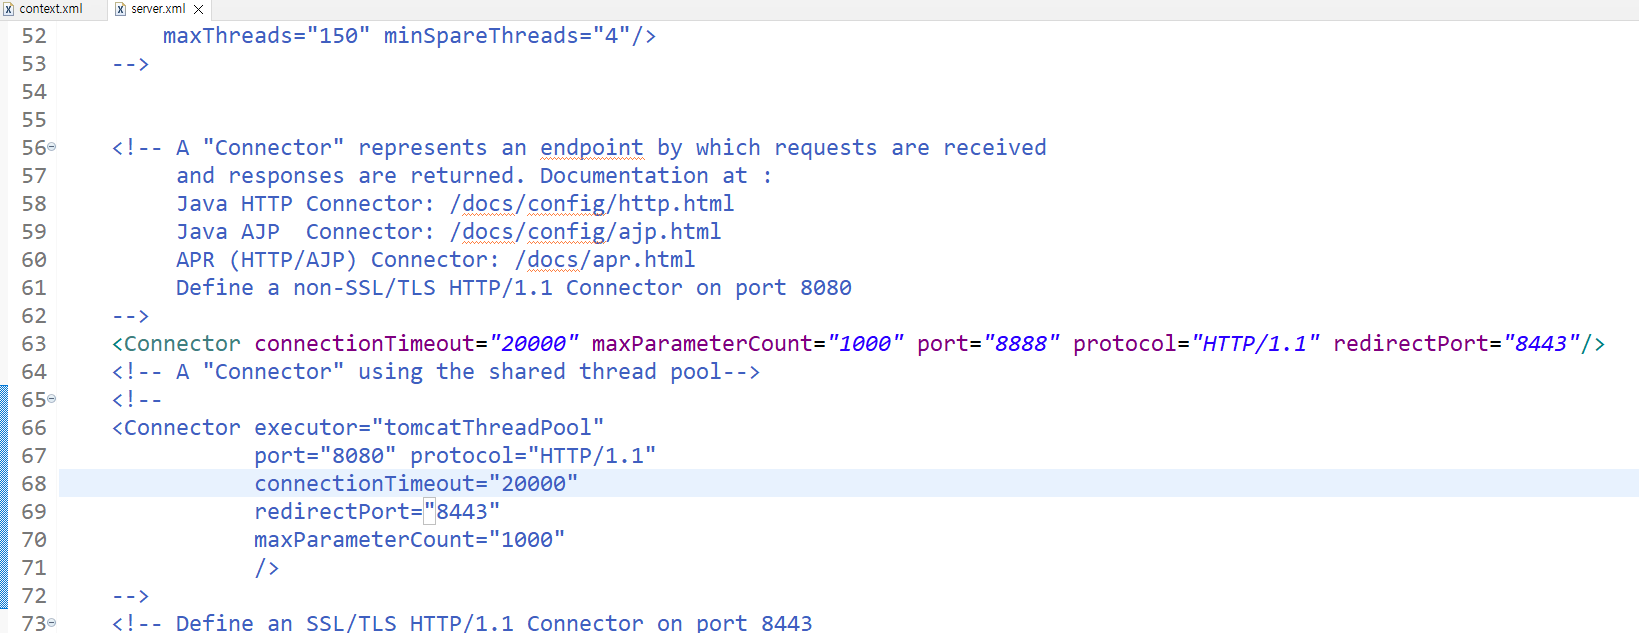 context.xml
server.xml
52 maxThreads="150" minSpareThreads="4"/>
53 -->
54
55
56 <!-- A "Connector" represents an endpoint by which requests are received
57 and responses are returned. Documentation at :
58 Java HTTP Connector: /docs/config/http.html
59 Java AJP  Connector: /docs/config/ajp.html
60 APR (HTTP/AJP) Connector: /docs/apr.html
61 Define a non-SSL/TLS HTTP/1.1 Connector on port 8080
62 -->
63 <Connector connectionTimeout="20000" maxParameterCount="1000" port="8888" protocol="HTTP/1.1" redirectPort="8443"/>
64 <!-- A "Connector" using the shared thread pool-->
65 <!--
66 <Connector executor="tomcatThreadPool"
67 port="8080" protocol="HTTP/1.1"
68 connectionTimeout="20000"
69 redirectPort="8443"
70 maxParameterCount="1000"
71 />
72 -->
73 <!-- Define an SSL/TLS HTTP/1.1 Connector on port 8443